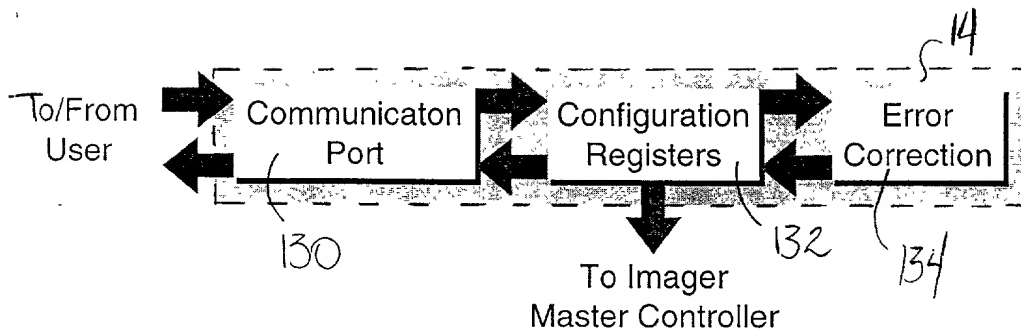 14
To/From
User
Communicaton
Port
Configuration
Registers
Error
Correction
130
132
134
To Imager
Master Controller